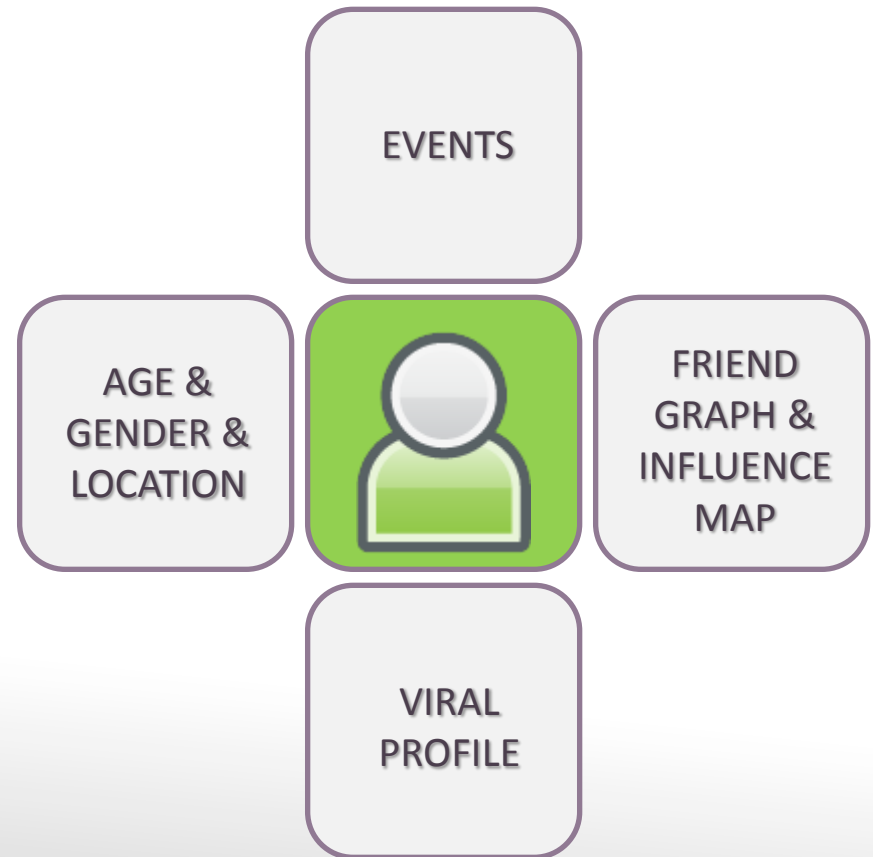 EVENTS
AGE &
GENDER &
LOCATION
FRIEND
GRAPH &
INFLUENCE
MAP
VIRAL
PROFILE